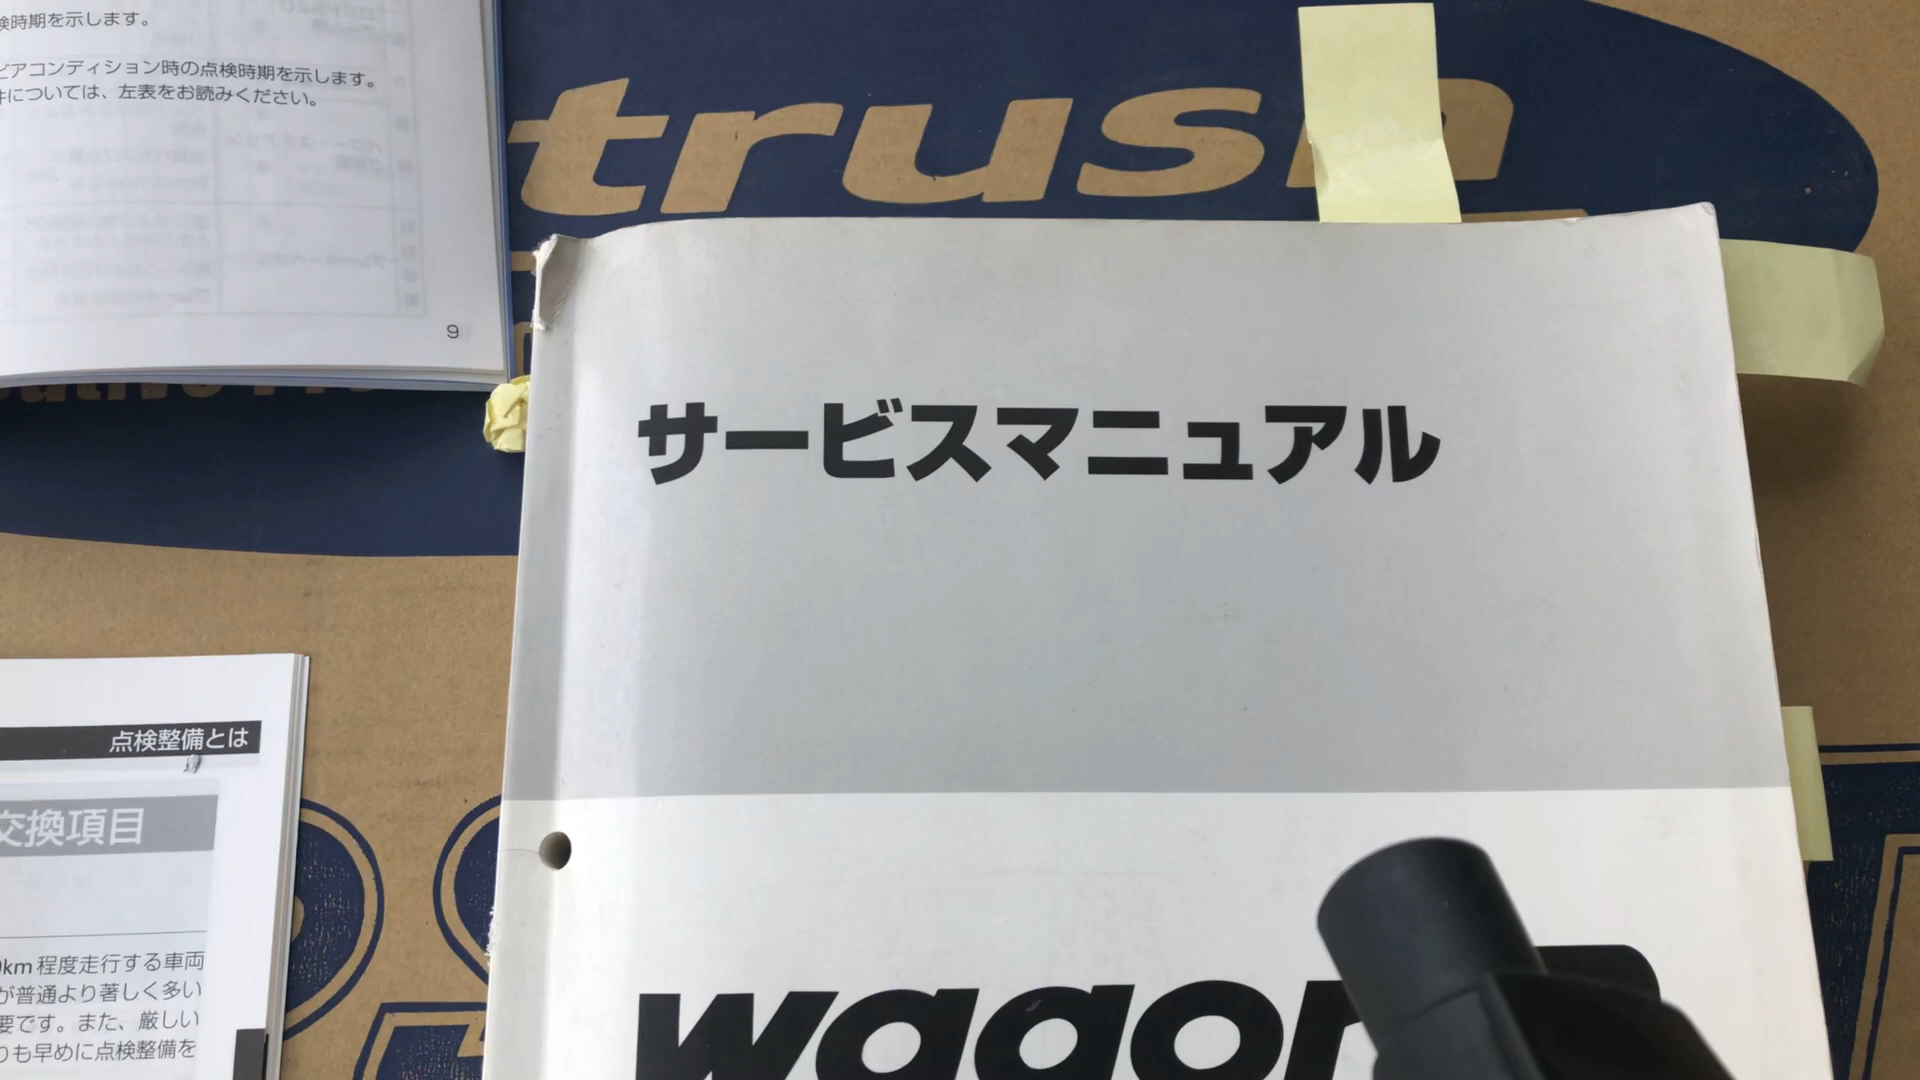 検時期を示します。
ビアコンディション時の点検時期を示します。
については、左表をお読みください。
9
trush
サービスマニュアル
wagon
点検整備とは
交換項目
km 程度走行する車両
が普通より著しく多い
要です。また、厳しい
りも早めに点検整備を